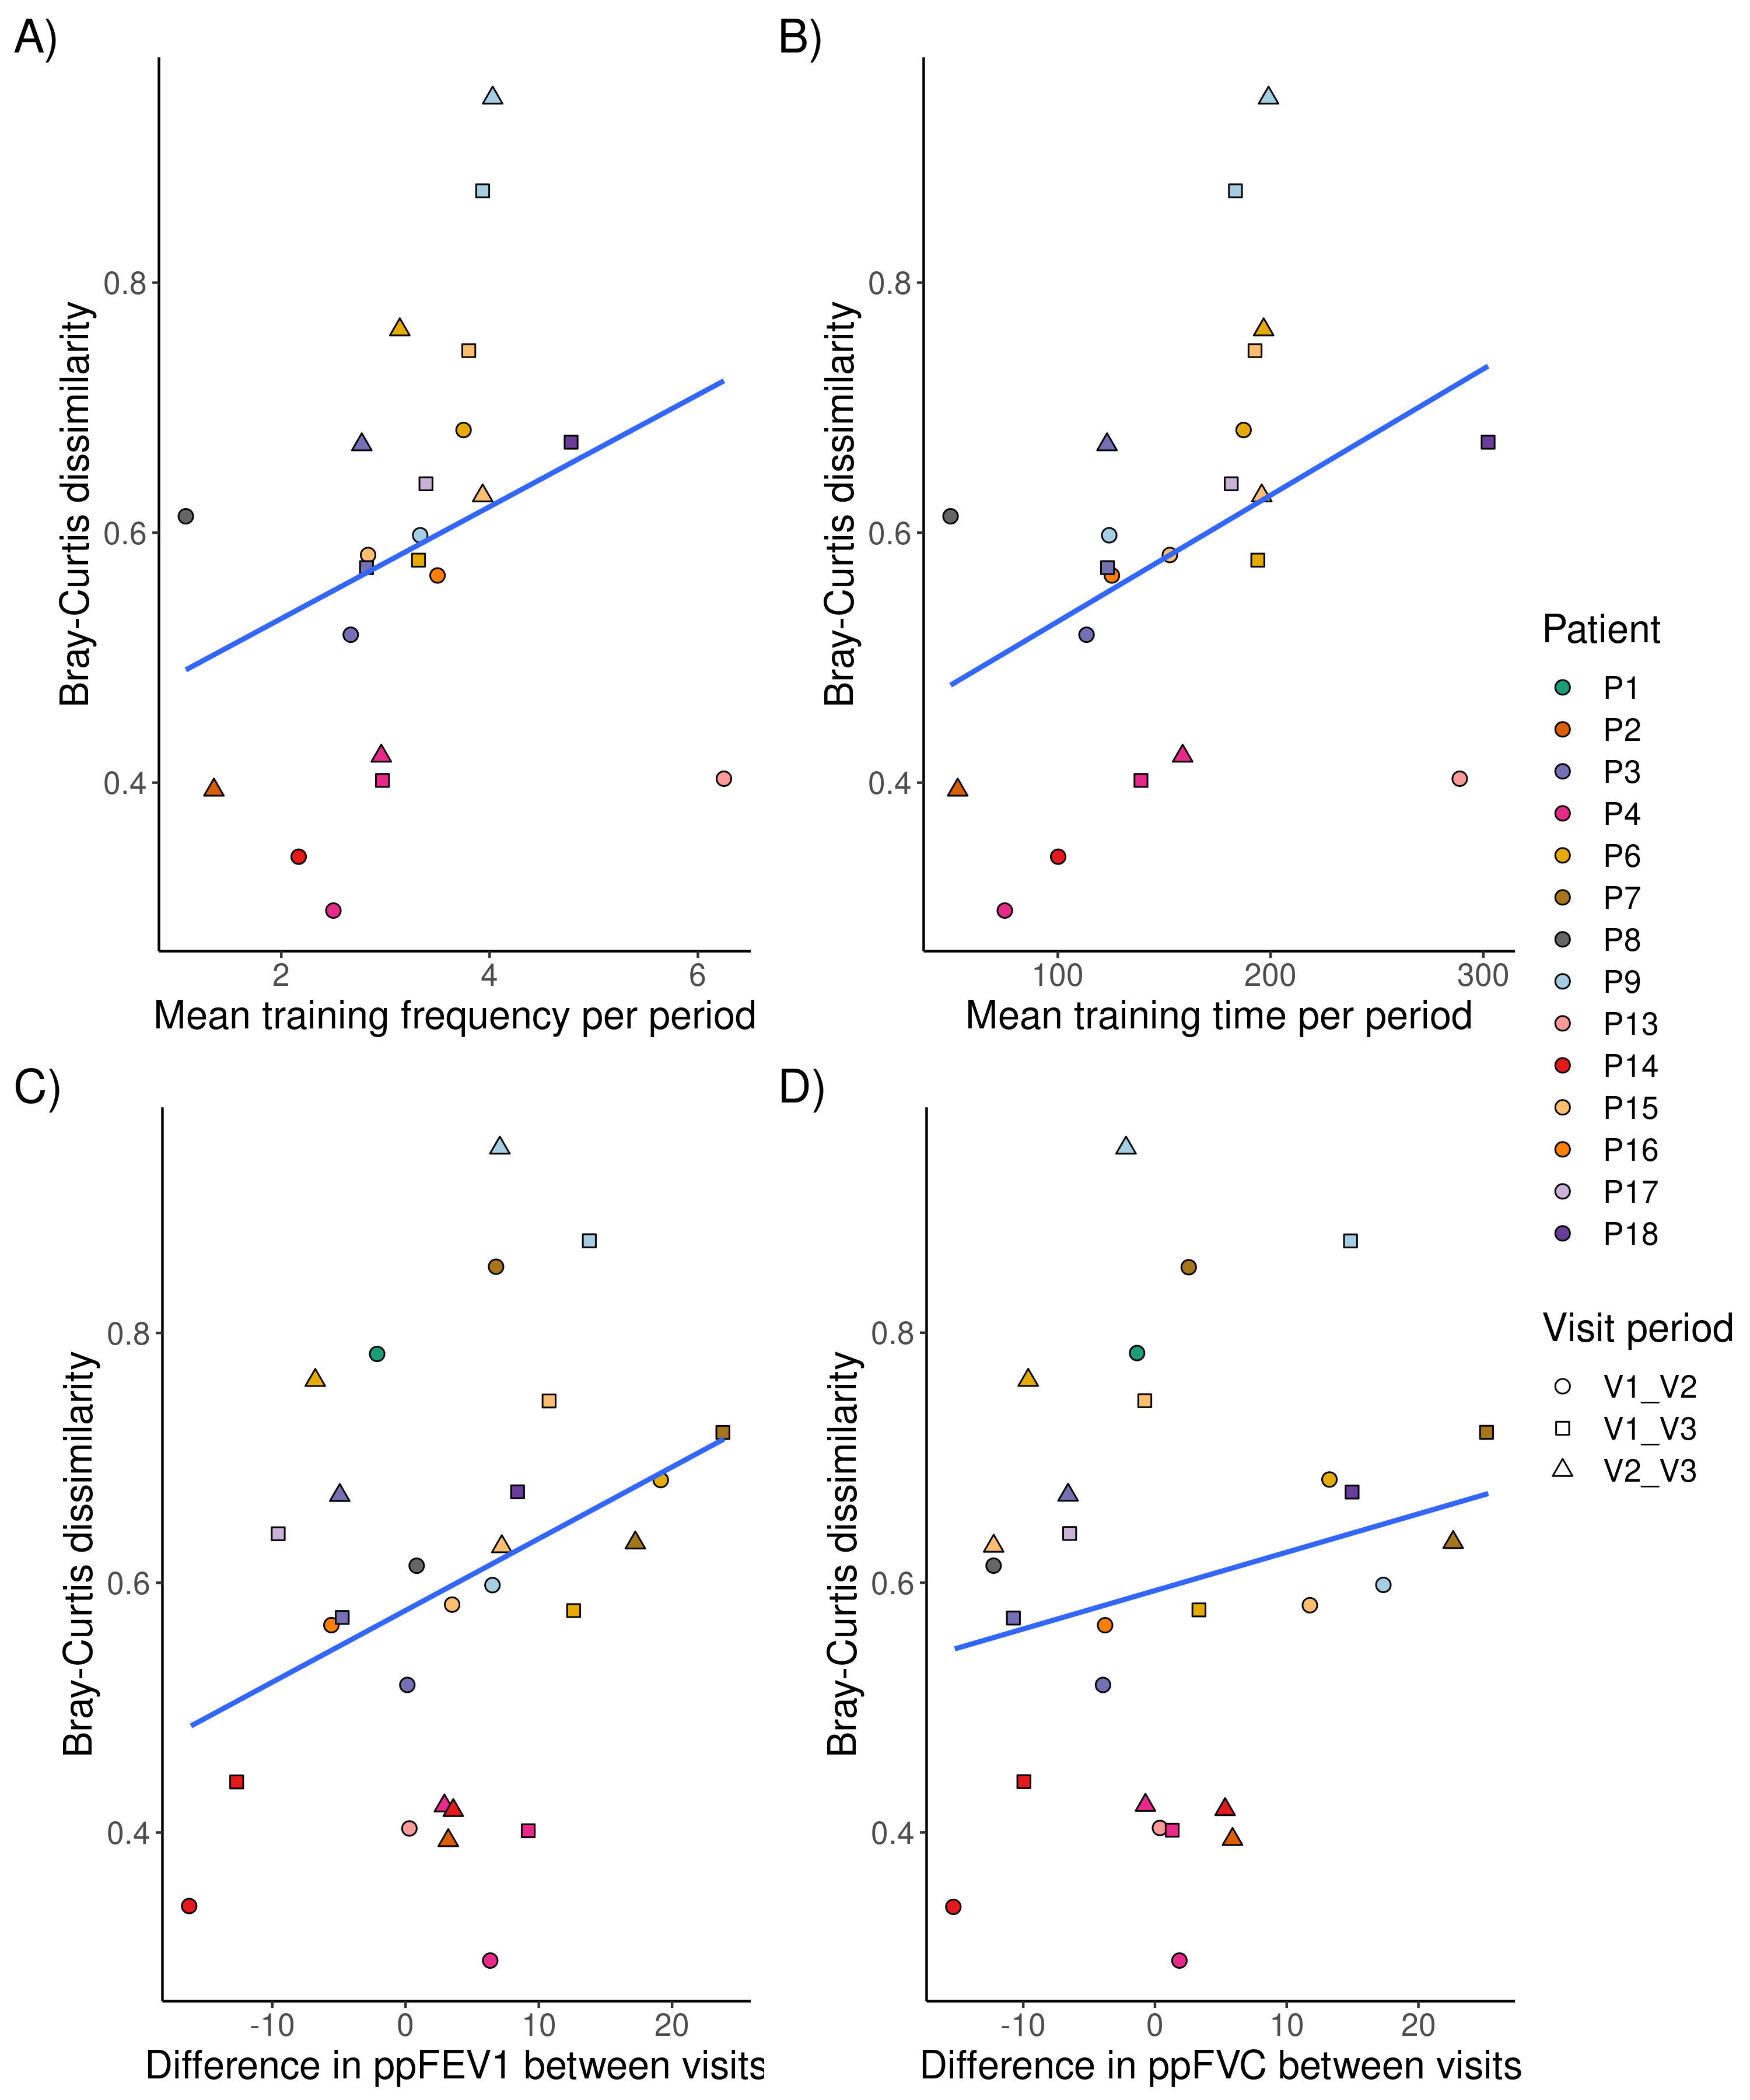 A)
Bray-Curtis dissimilarity
0.8
0.6
0.4
2 4 6
Mean training frequency per period
B)
Bray-Curtis dissimilarity
0.8
0.6
0.4
100 200 300
Mean training time per period
C)
Bray-Curtis dissimilarity
0.8
0.6
0.4
-10 0 10 20
Difference in ppFEV1 between visits
D)
Bray-Curtis dissimilarity
0.8
0.6
0.4
-10 0 10 20
Difference in ppFVC between visits
Patient
P1
P2
P3
P4
P6
P7
P8
P9
P13
P14
P15
P16
P17
P18
Visit period
V1_V2
V1_V3
V2_V3